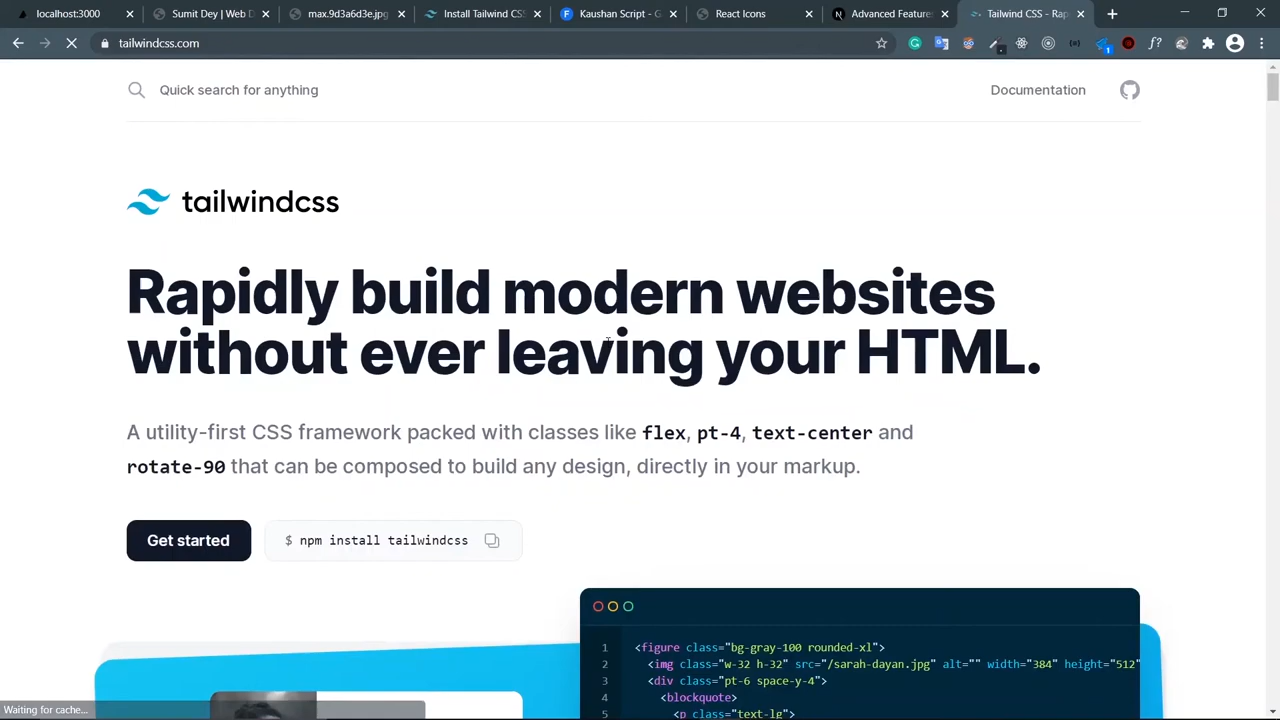 localhost:3000
Sumit Dey | Web D
max.9d3a6d3e.jpg
Install Tailwind CSS
Kaushan Script - G
React Icons
Advanced Feature
Tailwind CSS - Rap
tailwindcss.com
1
f?
Quick search for anything
Documentation
tailwindcss
Rapidly build modern websites
without ever leaving your HTML.
A utility-first CSS framework packed with classes like flex, pt-4, text-center and
rotate-90 that can be composed to build any design, directly in your markup.
Get started
$ npm install tailwindcss
1 <figure class="bg-gray-100 rounded-xl">
2 <img class="w-32 h-32" src="/sarah-dayan.jpg" alt="" width="384" height="512"
3 <div class="pt-6 space-y-4">
4 <blockquote>
5 <p class="text-lg">
Waiting for cache...